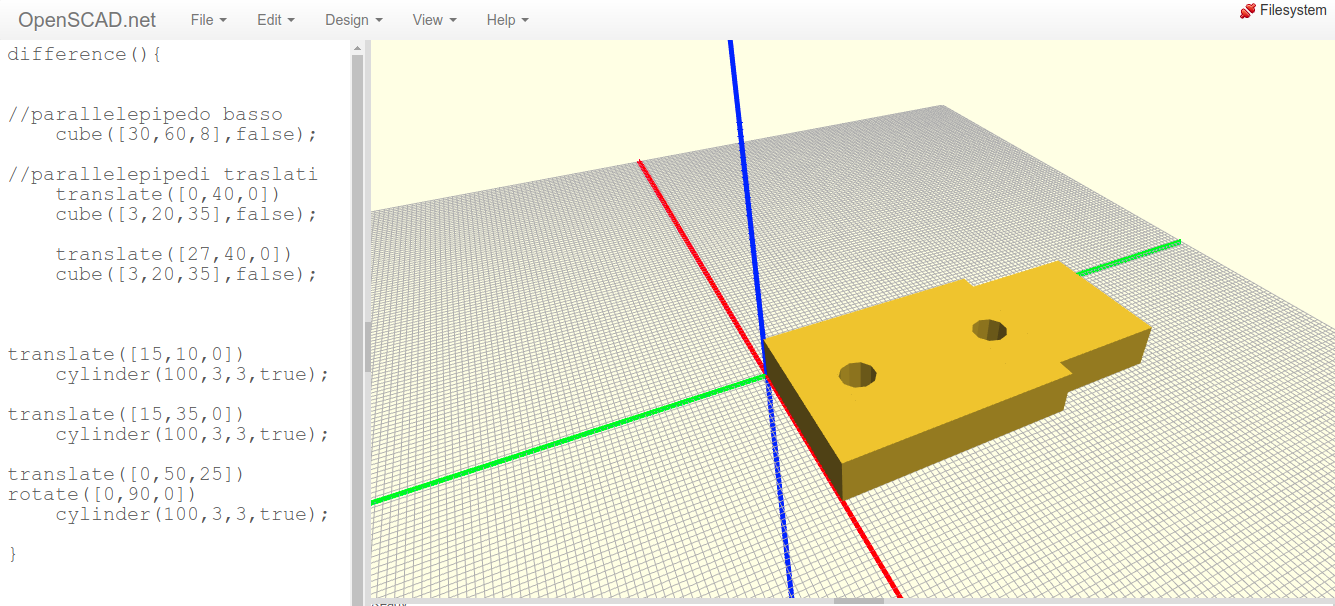 OpenSCAD.net File Edit Design View Help Filesystem
difference(){
//parallelepipedo basso
cube([30,60,8],false);
//parallelepipedi traslati
translate([0,40,0])
cube([3,20,35],false);
translate([27,40,0])
cube([3,20,35],false);
translate([15,10,0])
cylinder(100,3,3,true);
translate([15,35,0])
cylinder(100,3,3,true);
translate([0,50,25])
rotate([0,90,0])
cylinder(100,3,3,true);
}